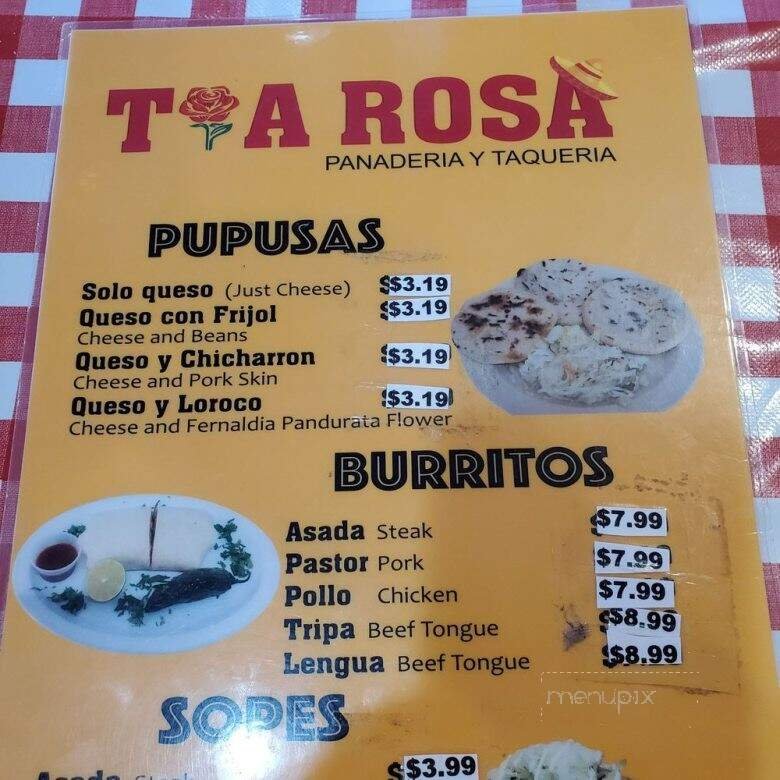 TIA ROSA
PANADERIA Y TAQUERIA
PUPUSAS
Solo queso (Just Cheese) $3.19
Queso con Frijol $3.19
Cheese and Beans
Queso y Chicharron $3.19
Cheese and Pork Skin
Queso y Loroco $3.19
Cheese and Fernaldia Pandurata Flower
BURRITOS
Asada Steak $7.99
Pastor Pork $7.99
Pollo Chicken $7.99
Tripa Beef Tongue $8.99
Lengua Beef Tongue $8.99
menupix
SOPES
Asada Steak $3.99